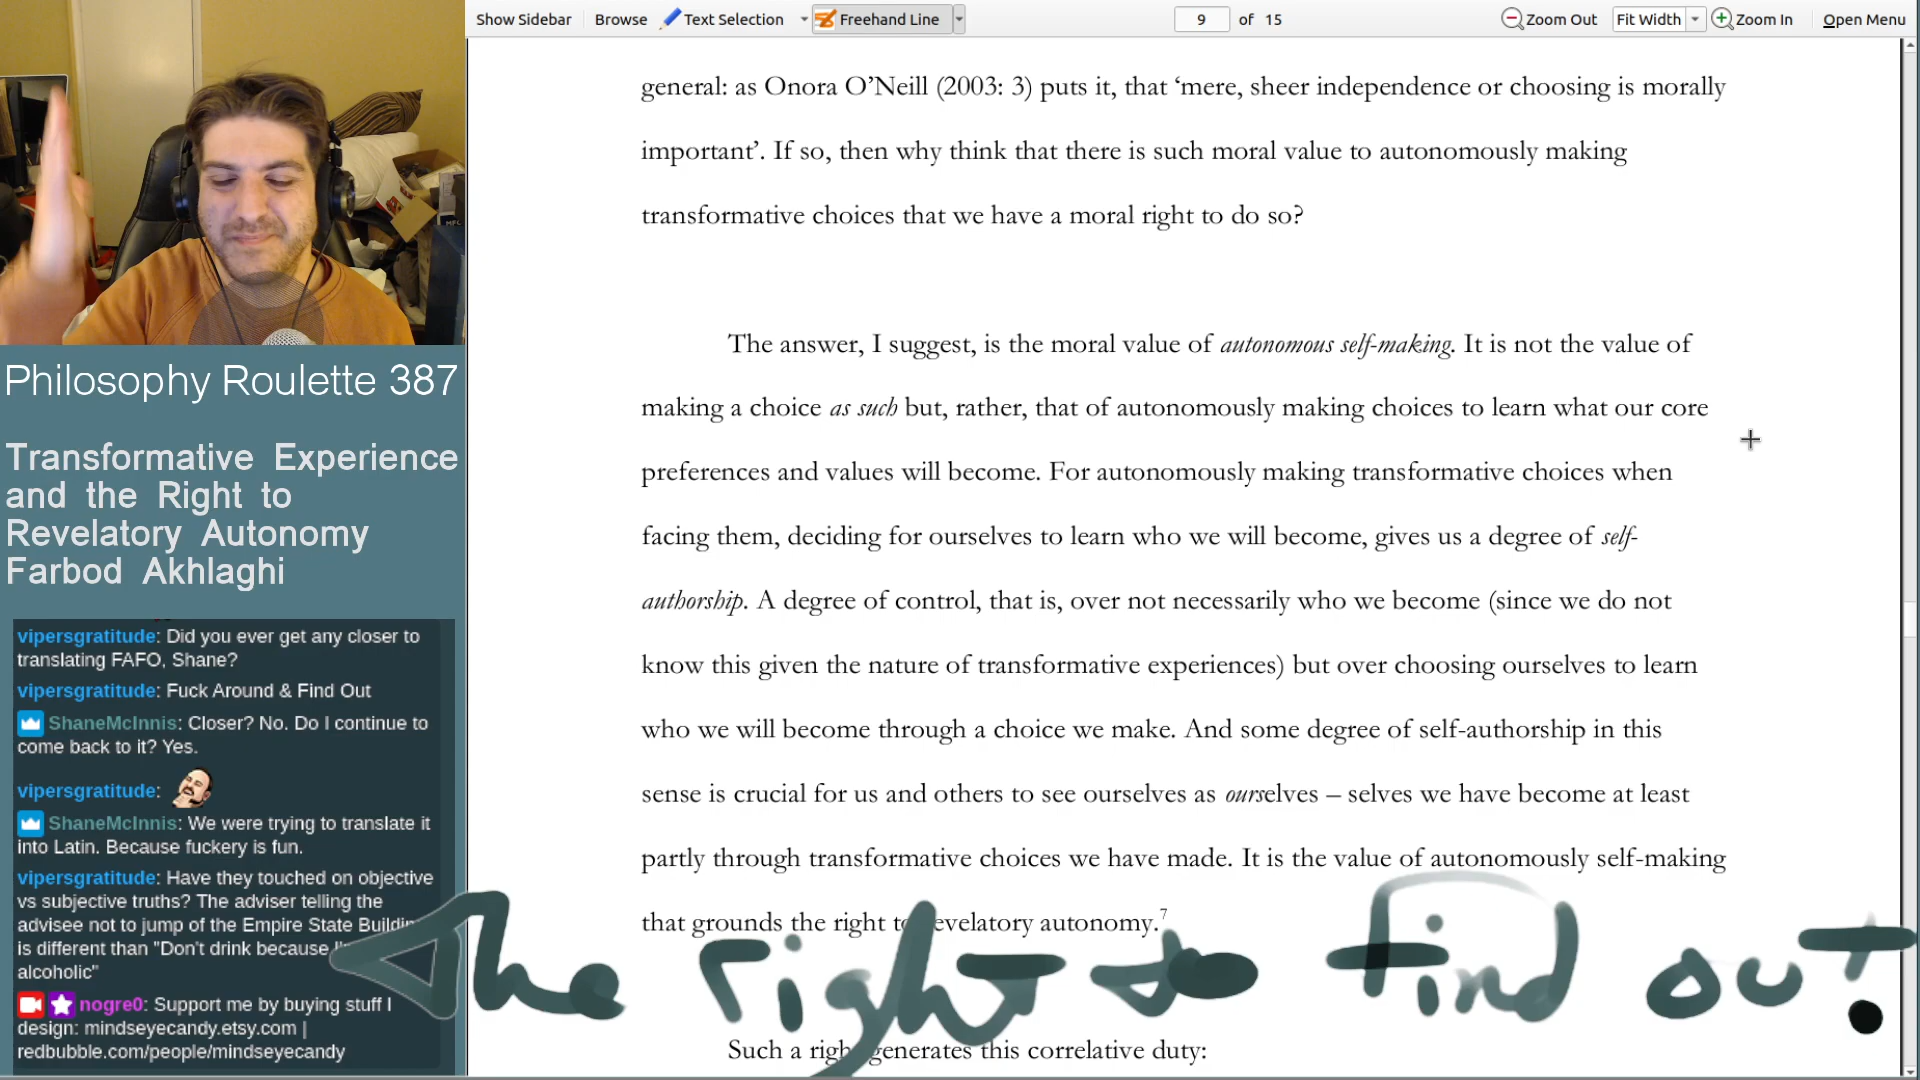 Show Sidebar Browse Text Selection Freehand Line 9 of 15 Zoom Out Fit Width Zoom In Open Menu
general: as Onora O’Neill (2003: 3) puts it, that ‘mere, sheer independence or choosing is morally
important’. If so, then why think that there is such moral value to autonomously making
transformative choices that we have a moral right to do so?
The answer, I suggest, is the moral value of autonomous self-making. It is not the value of
making a choice as such but, rather, that of autonomously making choices to learn what our core
preferences and values will become. For autonomously making transformative choices when
facing them, deciding for ourselves to learn who we will become, gives us a degree of self-
authorship. A degree of control, that is, over not necessarily who we become (since we do not
know this given the nature of transformative experiences) but over choosing ourselves to learn
who we will become through a choice we make. And some degree of self-authorship in this
sense is crucial for us and others to see ourselves as ourselves – selves we have become at least
partly through transformative choices we have made. It is the value of autonomously self-making
that grounds the right to revelatory autonomy.7
Such a right generates this correlative duty:
The right to find out.
Philosophy Roulette 387
Transformative Experience
and the Right to
Revelatory Autonomy
Farbod Akhlaghi
vipersgratitude: Did you ever get any closer to
translating FAFO, Shane?
vipersgratitude: Fuck Around & Find Out
ShaneMcInnis: Closer? No. Do I continue to
come back to it? Yes.
vipersgratitude:
ShaneMcInnis: We were trying to translate it
into Latin. Because fuckery is fun.
vipersgratitude: Have they touched on objective
vs subjective truths? The adviser telling the
advisee not to jump of the Empire State Building
is different than "Don't drink because
alcoholic"
nogre0: Support me by buying stuff I
design: mindseyecandy.etsy.com |
redbubble.com/people/mindseyecandy